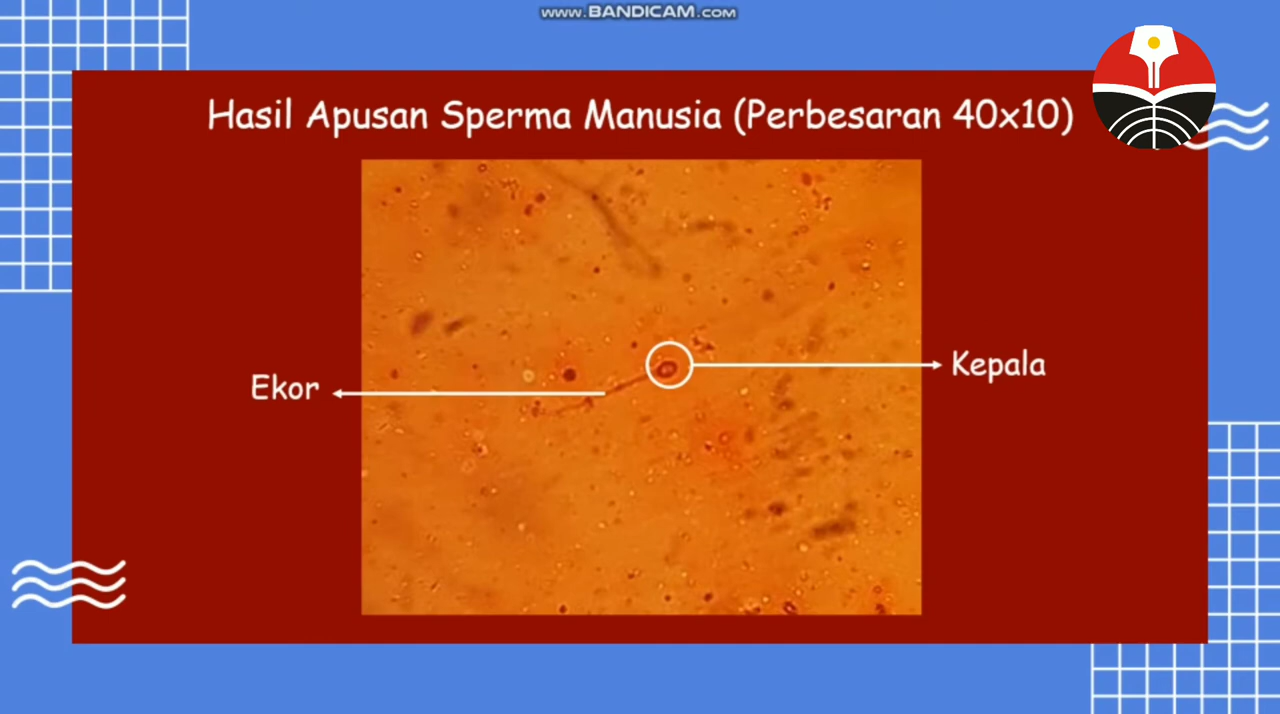 www.BANDICAM.com
Hasil Apusan Sperma Manusia (Perbesaran 40x10)
Kepala
Ekor